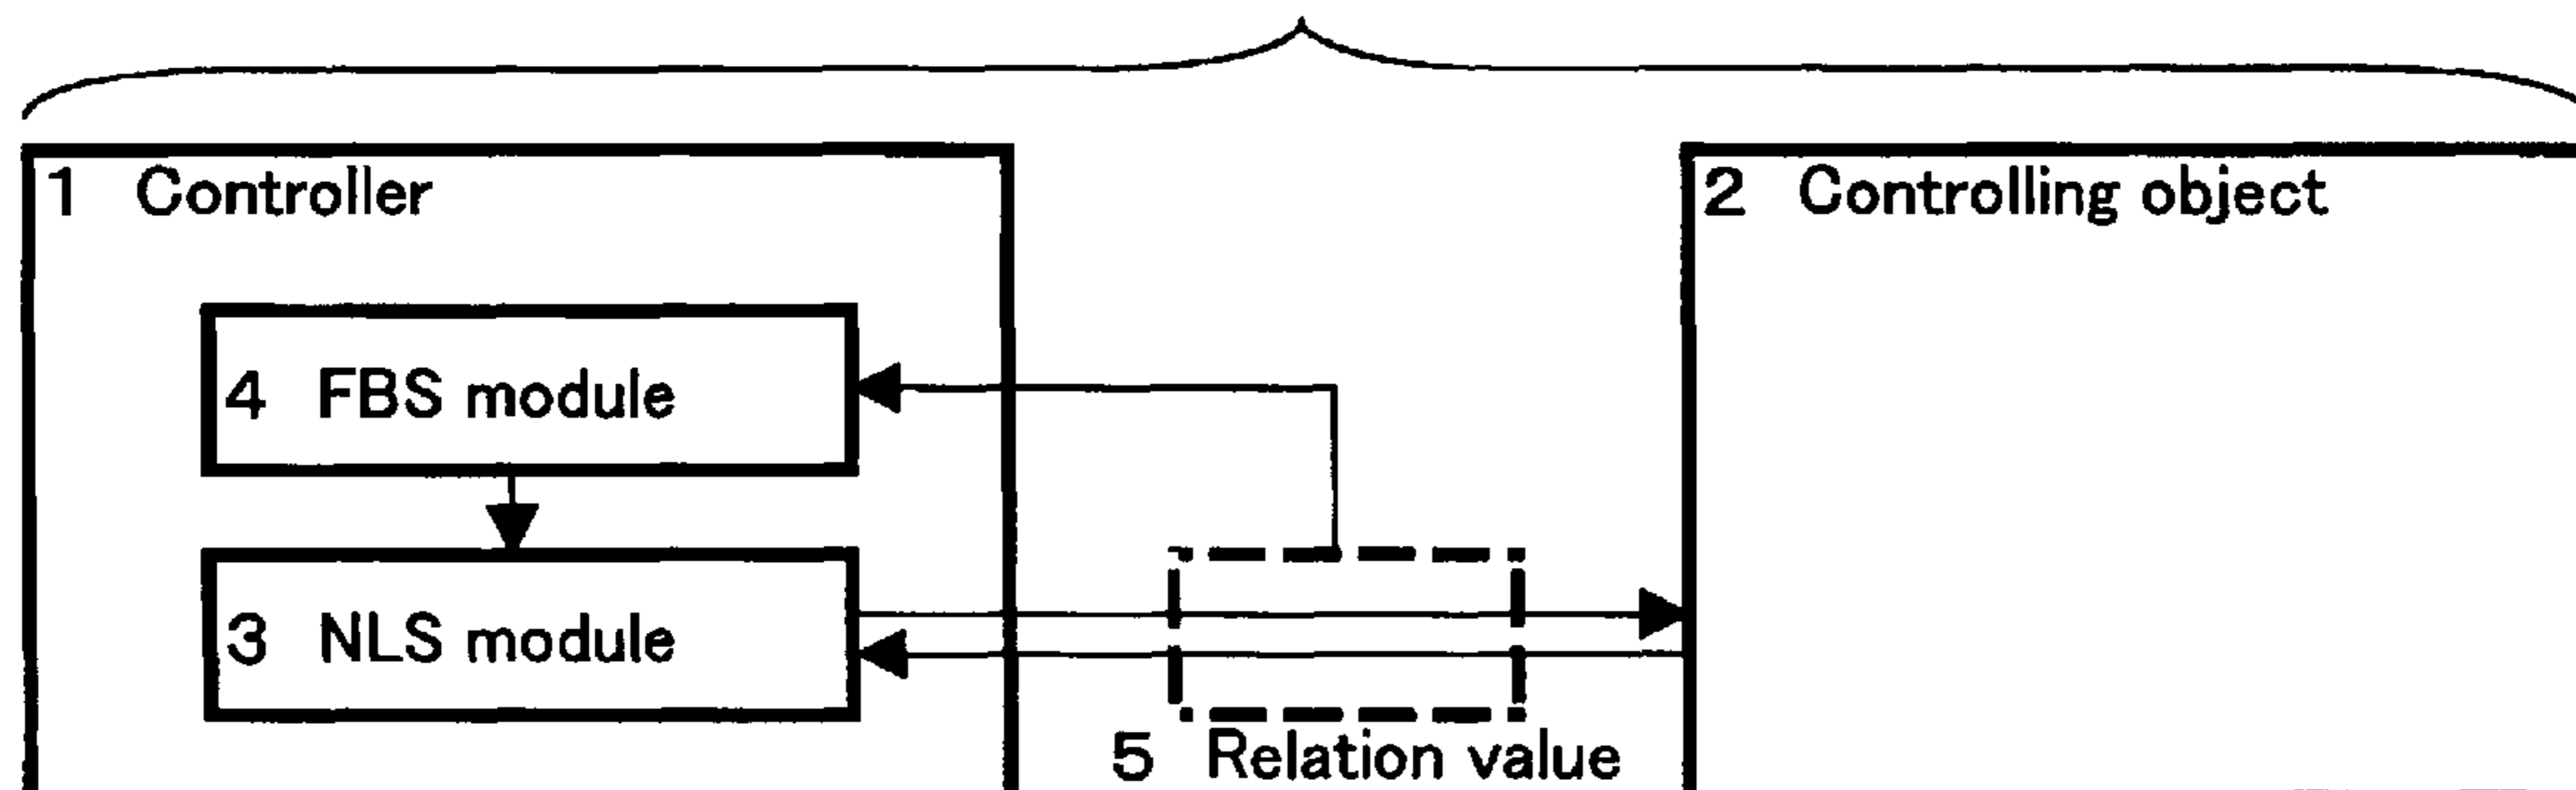 1 Controller
2 Controlling object
4 FBS module
3 NLS module
5 Relation value